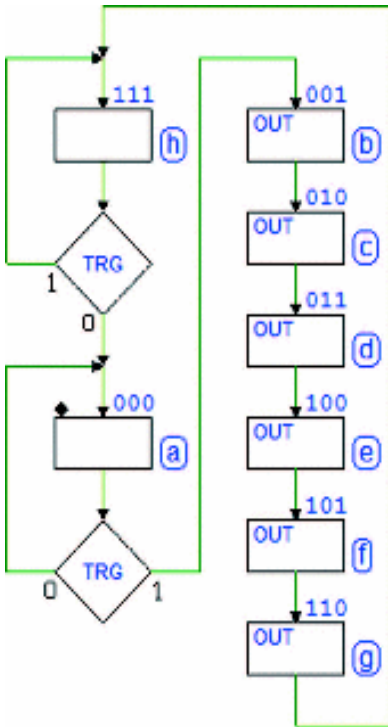 111
h
TRG
1
0
000
a
TRG
0 1
001
OUT
b
010
OUT
c
011
OUT
d
100
OUT
e
101
OUT
f
110
OUT
g